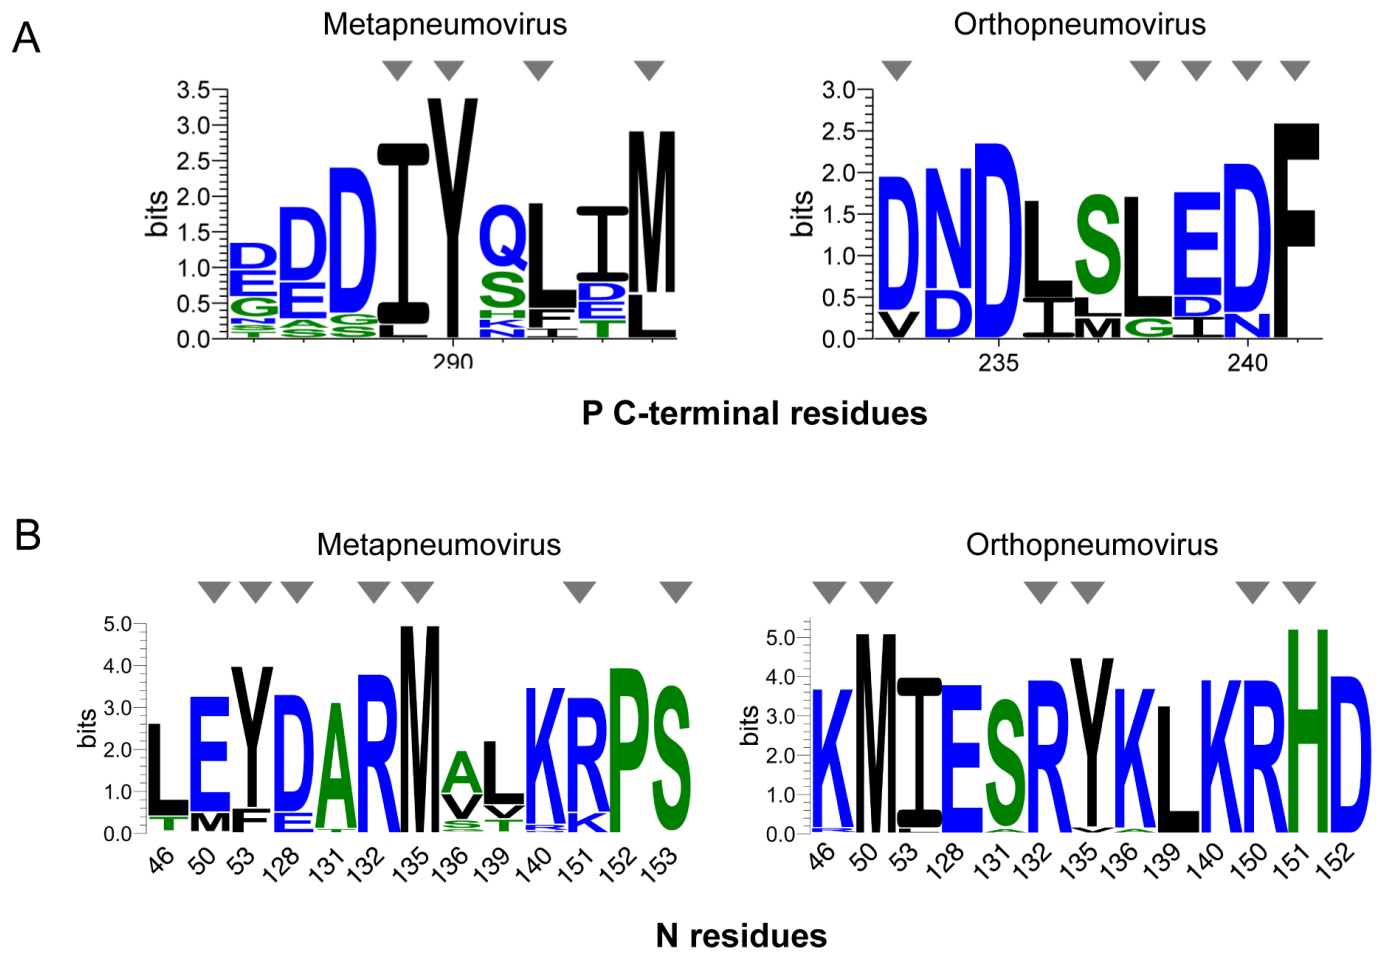 A
Metapneumovirus
Orthopneumovirus
bits
3.5
3.0
2.5
2.0
1.5
1.0
0.5
0.0
D E G N S T
D E A S
D G S
I L
Y
Q S H K N
L F I
I D E T
M L
290
bits
3.0
2.5
2.0
1.5
1.0
0.5
0.0
D V
N D
D
L I
S L M
L G
E D I
D N
F
235 240
P C-terminal residues
B
Metapneumovirus
Orthopneumovirus
bits
5.0
4.0
3.0
2.0
1.0
0.0
L T
E M
Y F
D E
A
R
M
A V S
L V T
K R
R K
P
S
46 50 53 128 131 132 135 136 139 140 151 152 153
bits
5.0
4.0
3.0
2.0
1.0
0.0
K
M
I
E
S
R
Y
K
L
K
R
H
D
46 50 53 128 131 132 135 136 139 140 150 151 152
N residues